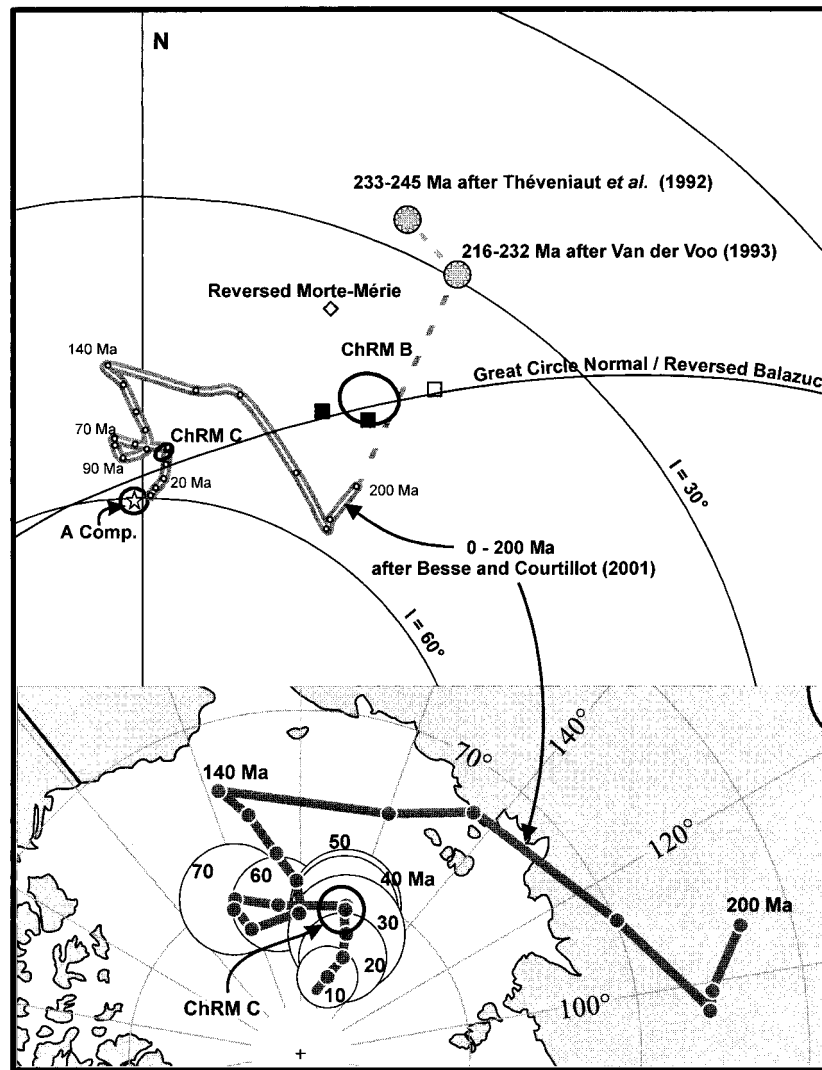 N
233-245 Ma after Théveniaut et al. (1992)
216-232 Ma after Van der Voo (1993)
Reversed Morte-Mérie
ChRM B
140 Ma
Great Circle Normal / Reversed Balazuc
70 Ma
ChRM C
90 Ma
20 Ma
200 Ma
A Comp.
I = 30°
0 - 200 Ma
after Besse and Courtillot (2001)
I = 60°
140 Ma
70°
140°
50
70
60
40 Ma
120°
30
200 Ma
20
ChRM C
10
100°